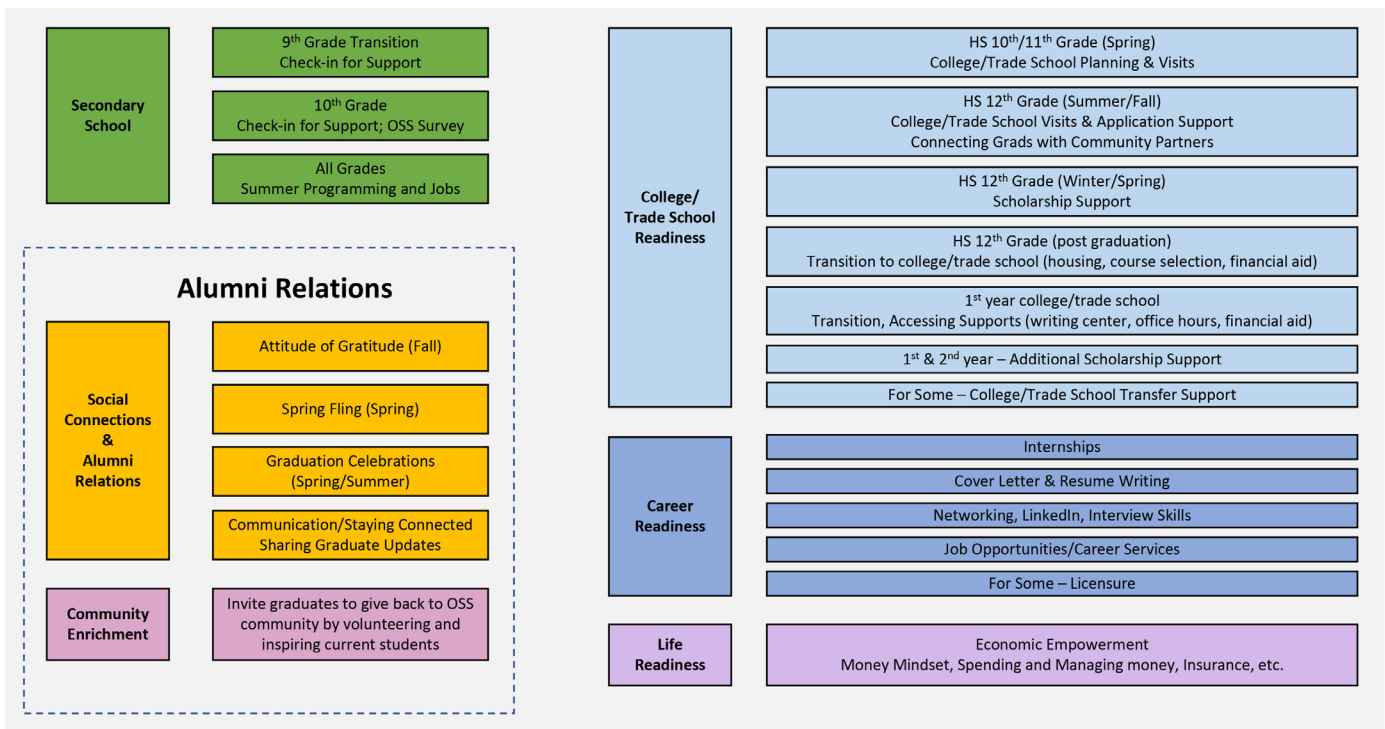 Secondary
School
9th Grade Transition
Check-in for Support
10th Grade
Check-in for Support; OSS Survey
All Grades
Summer Programming and Jobs
Alumni Relations
Social
Connections
&
Alumni
Relations
Attitude of Gratitude (Fall)
Spring Fling (Spring)
Graduation Celebrations
(Spring/Summer)
Communication/Staying Connected
Sharing Graduate Updates
Community
Enrichment
Invite graduates to give back to OSS
community by volunteering and
inspiring current students
College/
Trade School
Readiness
HS 10th/11th Grade (Spring)
College/Trade School Planning & Visits
HS 12th Grade (Summer/Fall)
College/Trade School Visits & Application Support
Connecting Grads with Community Partners
HS 12th Grade (Winter/Spring)
Scholarship Support
HS 12th Grade (post graduation)
Transition to college/trade school (housing, course selection, financial aid)
1st year college/trade school
Transition, Accessing Supports (writing center, office hours, financial aid)
1st & 2nd year – Additional Scholarship Support
For Some – College/Trade School Transfer Support
Career
Readiness
Internships
Cover Letter & Resume Writing
Networking, LinkedIn, Interview Skills
Job Opportunities/Career Services
For Some – Licensure
Life
Readiness
Economic Empowerment
Money Mindset, Spending and Managing money, Insurance, etc.